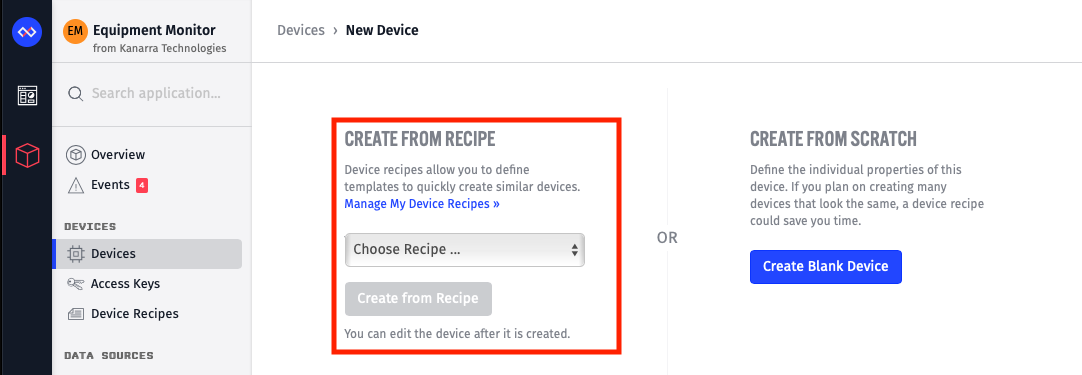 EM
Equipment Monitor
from Kanarra Technologies
Search application...
Overview
Events 4
DEVICES
Devices
Access Keys
Device Recipes
DATA SOURCES
Devices › New Device
CREATE FROM RECIPE
Device recipes allow you to define
templates to quickly create similar devices.
Manage My Device Recipes »
Choose Recipe ...
Create from Recipe
You can edit the device after it is created.
OR
CREATE FROM SCRATCH
Define the individual properties of this
device. If you plan on creating many
devices that look the same, a device recipe
could save you time.
Create Blank Device